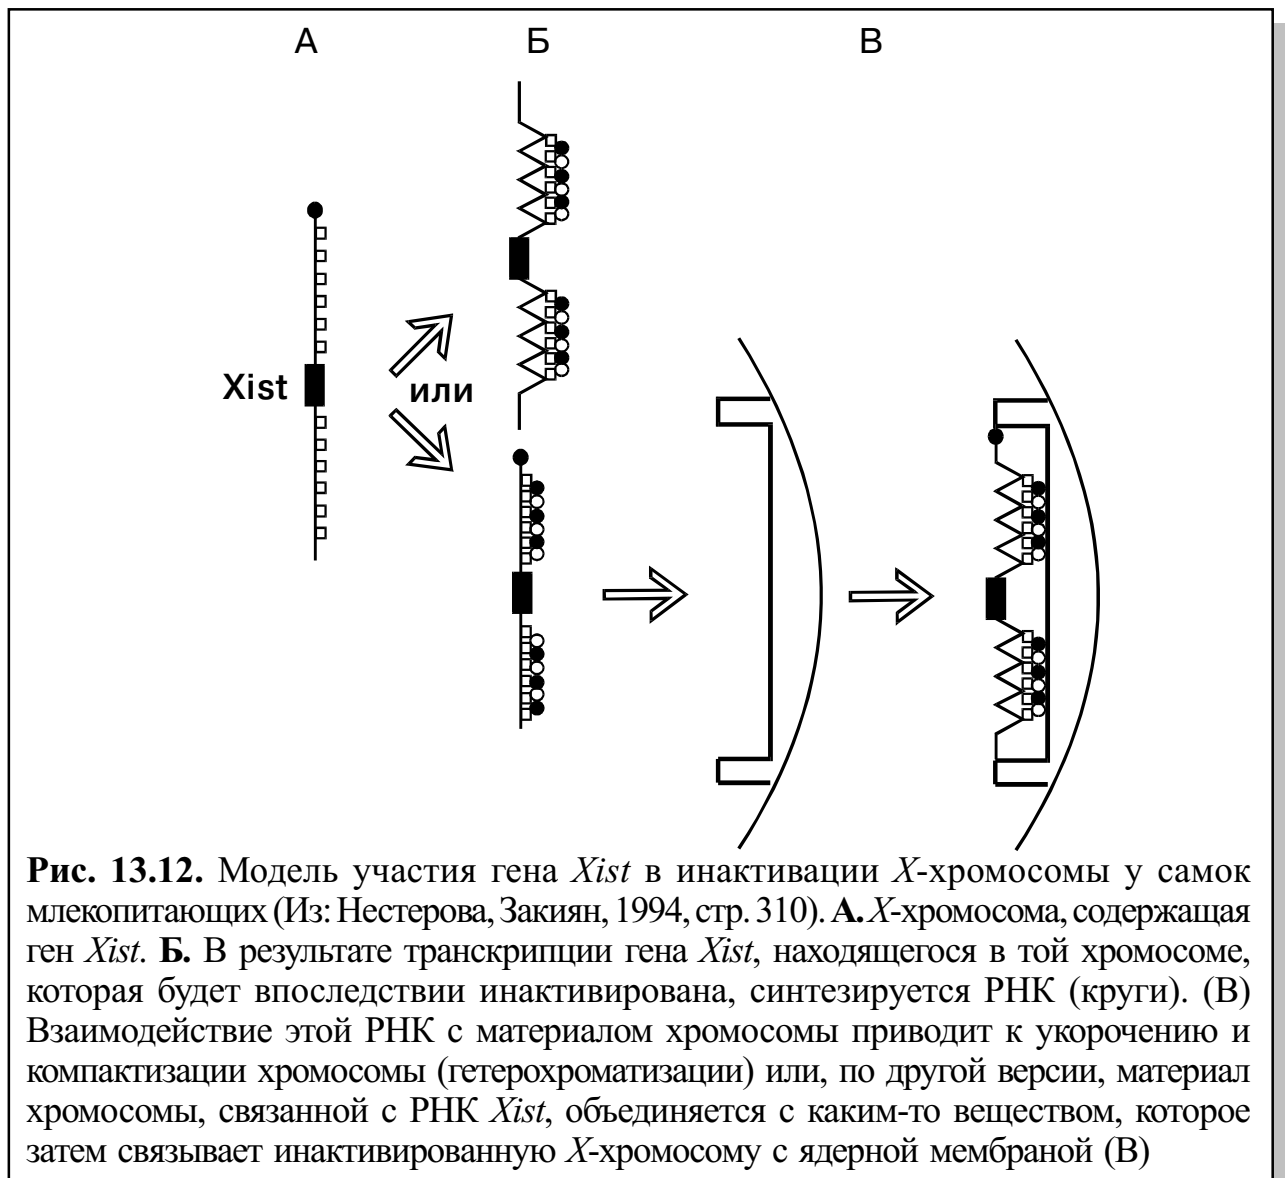 А Б В
Xist
или
Рис. 13.12. Модель участия гена Xist в инактивации X-хромосомы у самок
млекопитающих (Из: Нестерова, Закиян, 1994, стр. 310). А. X-хромосома, содержащая
ген Xist. Б. В результате транскрипции гена Xist, находящегося в той хромосоме,
которая будет впоследствии инактивирована, синтезируется РНК (круги). (В)
Взаимодействие этой РНК с материалом хромосомы приводит к укорочению и
компактизации хромосомы (гетерохроматизации) или, по другой версии, материал
хромосомы, связанной с РНК Xist, объединяется с каким-то веществом, которое
затем связывает инактивированную X-хромосому с ядерной мембраной (В)